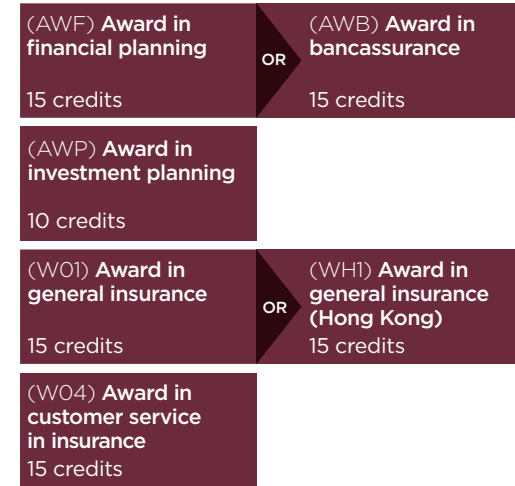 (AWF) Award in
financial planning
15 credits
OR
(AWB) Award in
bancassurance
15 credits
(AWP) Award in
investment planning
10 credits
(W01) Award in
general insurance
15 credits
OR
(WH1) Award in
general insurance
(Hong Kong)
15 credits
(W04) Award in
customer service
in insurance
15 credits